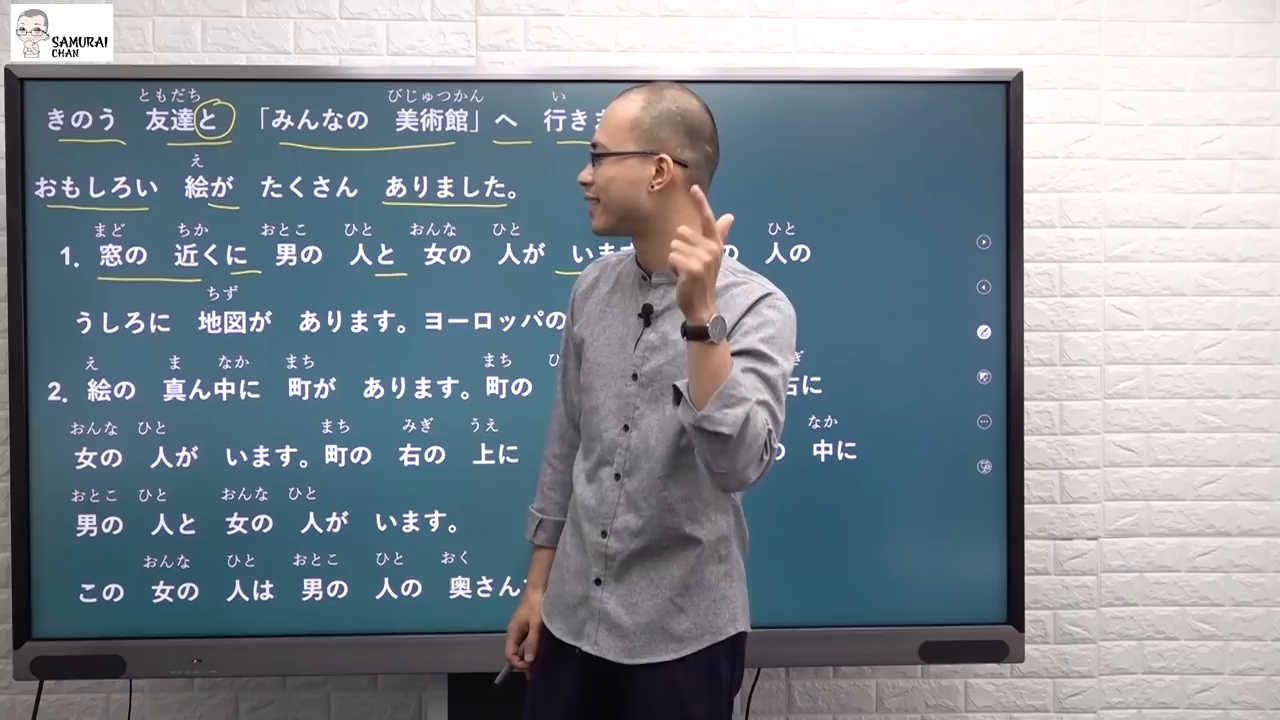 SAMURAI
CHAN
ともだち びじゅつかん い
きのう 友達と 「みんなの 美術館」へ 行き
え
おもしろい 絵が たくさん ありました。
まど ちか おとこ ひと おんな ひと ひと
1. 窓の 近くに 男の 人と 女の 人が います の 人の
ちず
うしろに 地図が あります。ヨーロッパの
え ま なか まち まち ぎ
2. 絵の 真ん中に 町が あります。町の 右に
おんな ひと まち みぎ うえ なか
女の 人が います。町の 右の 上に の 中に
おとこ ひと おんな ひと
男の 人と 女の 人が います。
おんな ひと おとこ ひと おく
この 女の 人は 男の 人の 奥さん